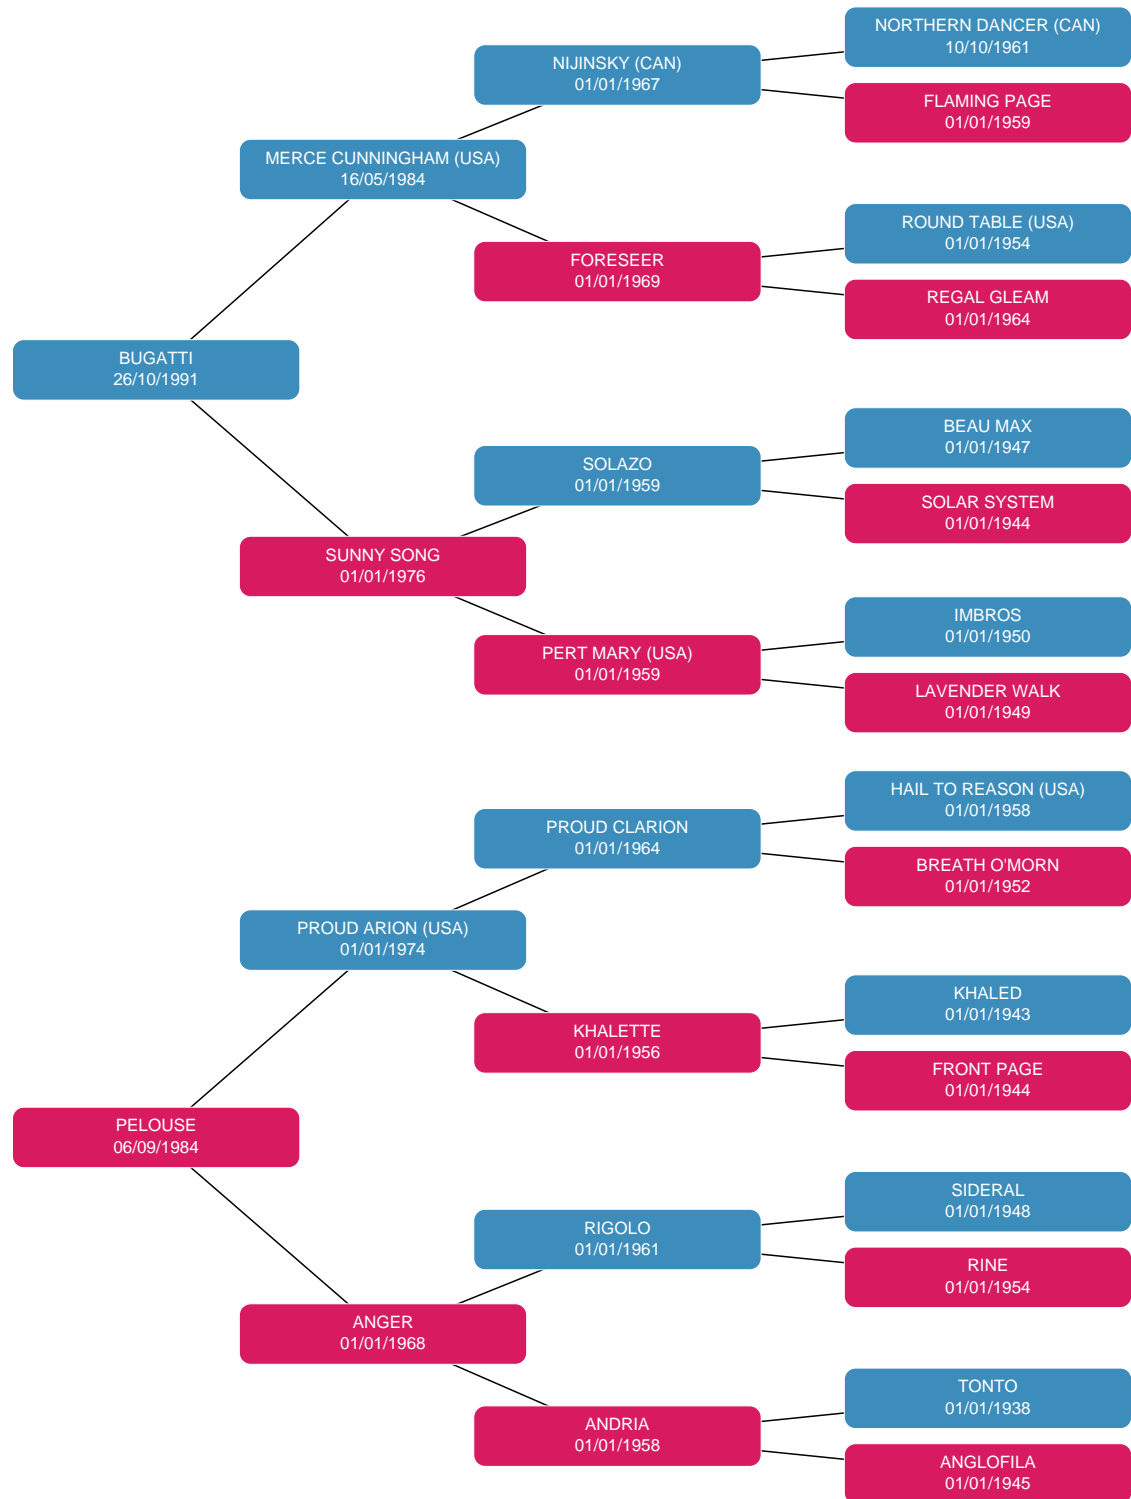 NORTHERN DANCER (CAN)
10/10/1961
NIJINSKY (CAN)
01/01/1967
FLAMING PAGE
01/01/1959
MERCE CUNNINGHAM (USA)
16/05/1984
ROUND TABLE (USA)
01/01/1954
FORESEER
01/01/1969
REGAL GLEAM
01/01/1964
BUGATTI
26/10/1991
BEAU MAX
01/01/1947
SOLAZO
01/01/1959
SOLAR SYSTEM
01/01/1944
SUNNY SONG
01/01/1976
IMBROS
01/01/1950
PERT MARY (USA)
01/01/1959
LAVENDER WALK
01/01/1949
HAIL TO REASON (USA)
01/01/1958
PROUD CLARION
01/01/1964
BREATH O'MORN
01/01/1952
PROUD ARION (USA)
01/01/1974
KHALED
01/01/1943
KHALETTE
01/01/1956
FRONT PAGE
01/01/1944
PELOUSE
06/09/1984
SIDERAL
01/01/1948
RIGOLO
01/01/1961
RINE
01/01/1954
ANGER
01/01/1968
TONTO
01/01/1938
ANDRIA
01/01/1958
ANGLOFILA
01/01/1945